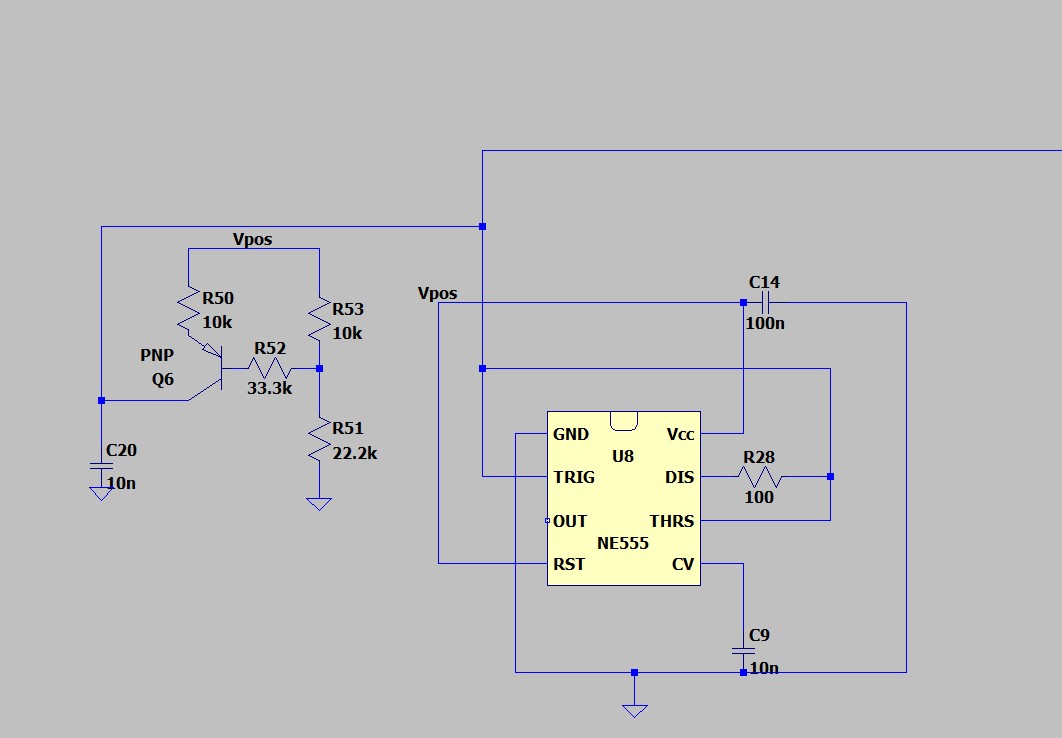 Vpos
R50
10k
R53
10k
PNP
Q6
R52
33.3k
R51
22.2k
C20
10n
Vpos
C14
100n
GND
Vcc
U8
TRIG
DIS
R28
100
OUT
THRS
NE555
RST
CV
C9
10n